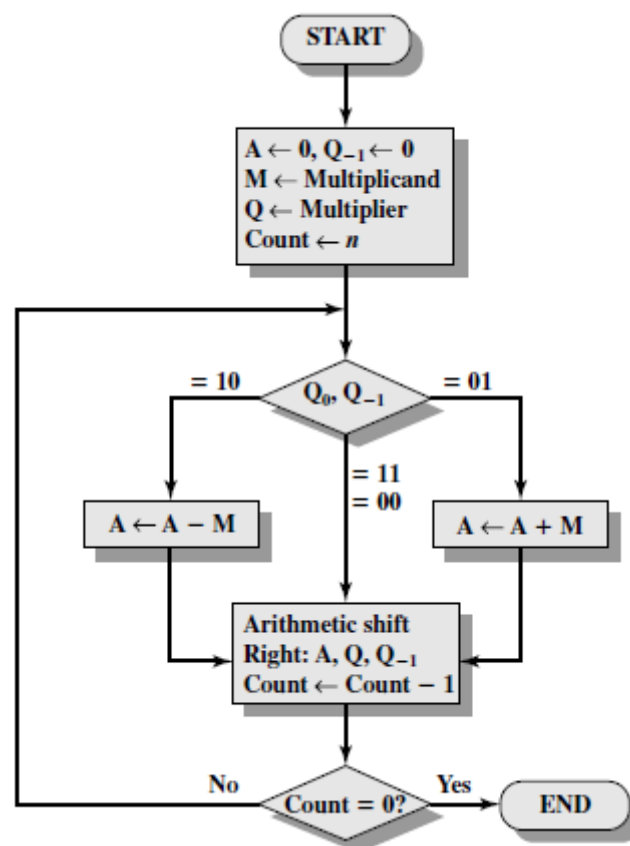 START
A ← 0, Q₋₁ ← 0
M ← Multiplicand
Q ← Multiplier
Count ← n
= 10
Q₀, Q₋₁
= 01
= 11
= 00
A ← A − M
A ← A + M
Arithmetic shift
Right: A, Q, Q₋₁
Count ← Count − 1
No
Count = 0?
Yes
END